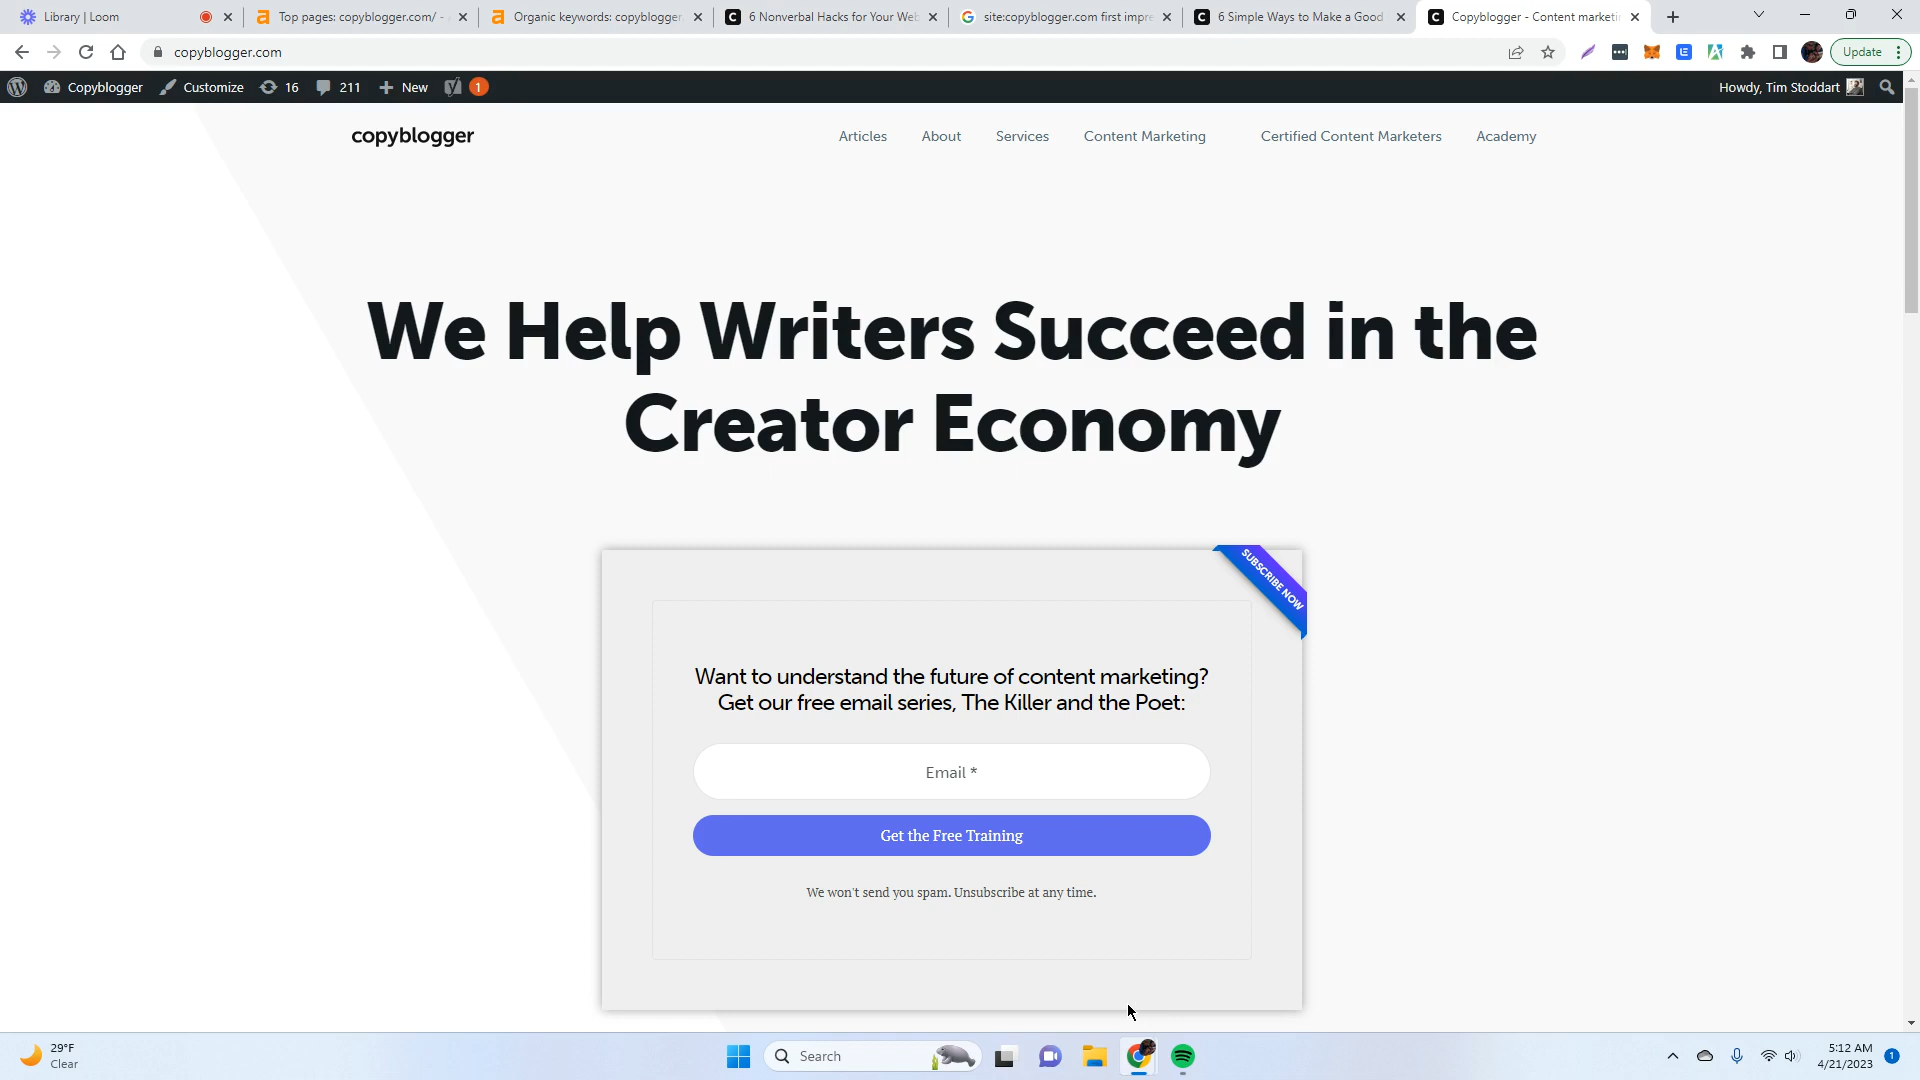 Library | Loom
Top pages: copyblogger.com/ -
Organic keywords: copyblogger.
6 Nonverbal Hacks for Your Web
site:copyblogger.com first impre
6 Simple Ways to Make a Good
Copyblogger - Content marketi
copyblogger.com
Update
Copyblogger
Customize
16
211
New
1
Howdy, Tim Stoddart
copyblogger
Articles
About
Services
Content Marketing
Certified Content Marketers
Academy
We Help Writers Succeed in the
Creator Economy
SUBSCRIBE NOW
Want to understand the future of content marketing?
Get our free email series, The Killer and the Poet:
Email *
Get the Free Training
We won't send you spam. Unsubscribe at any time.
29°F
Clear
Search
5:12 AM
4/21/2023
1